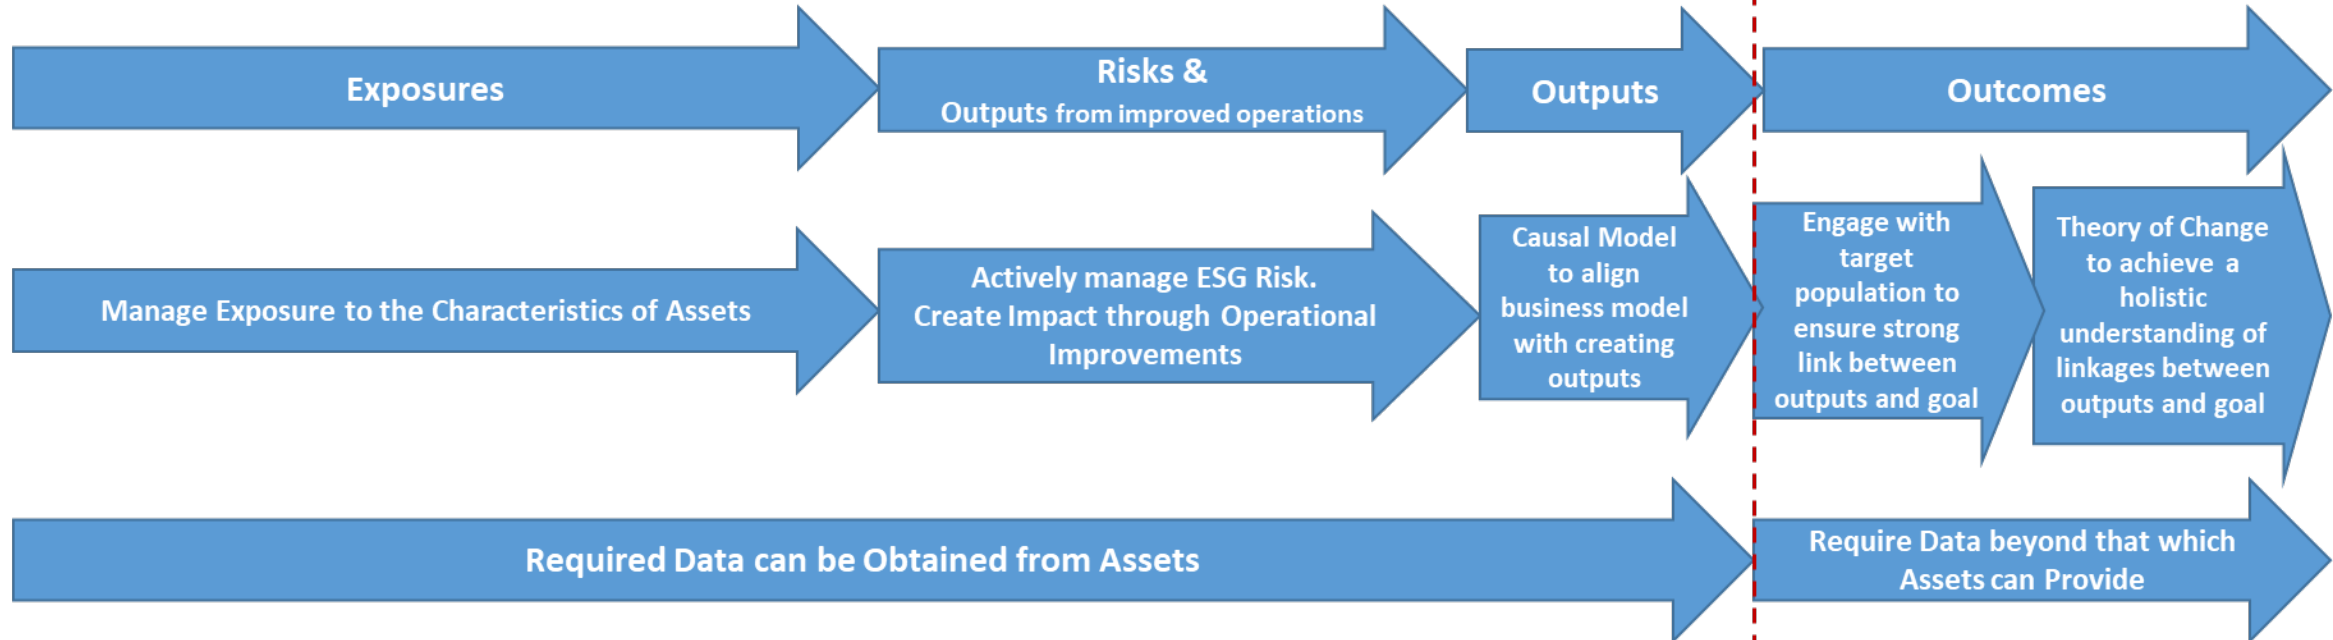 Exposures
Risks &
Outputs from improved operations
Outputs
Outcomes
Manage Exposure to the Characteristics of Assets
Actively manage ESG Risk.
Create Impact through Operational
Improvements
Causal Model
to align
business model
with creating
outputs
Engage with
target
population to
ensure strong
link between
outputs and goal
Theory of Change
to achieve a
holistic
understanding of
linkages between
outputs and goal
Required Data can be Obtained from Assets
Require Data beyond that which
Assets can Provide